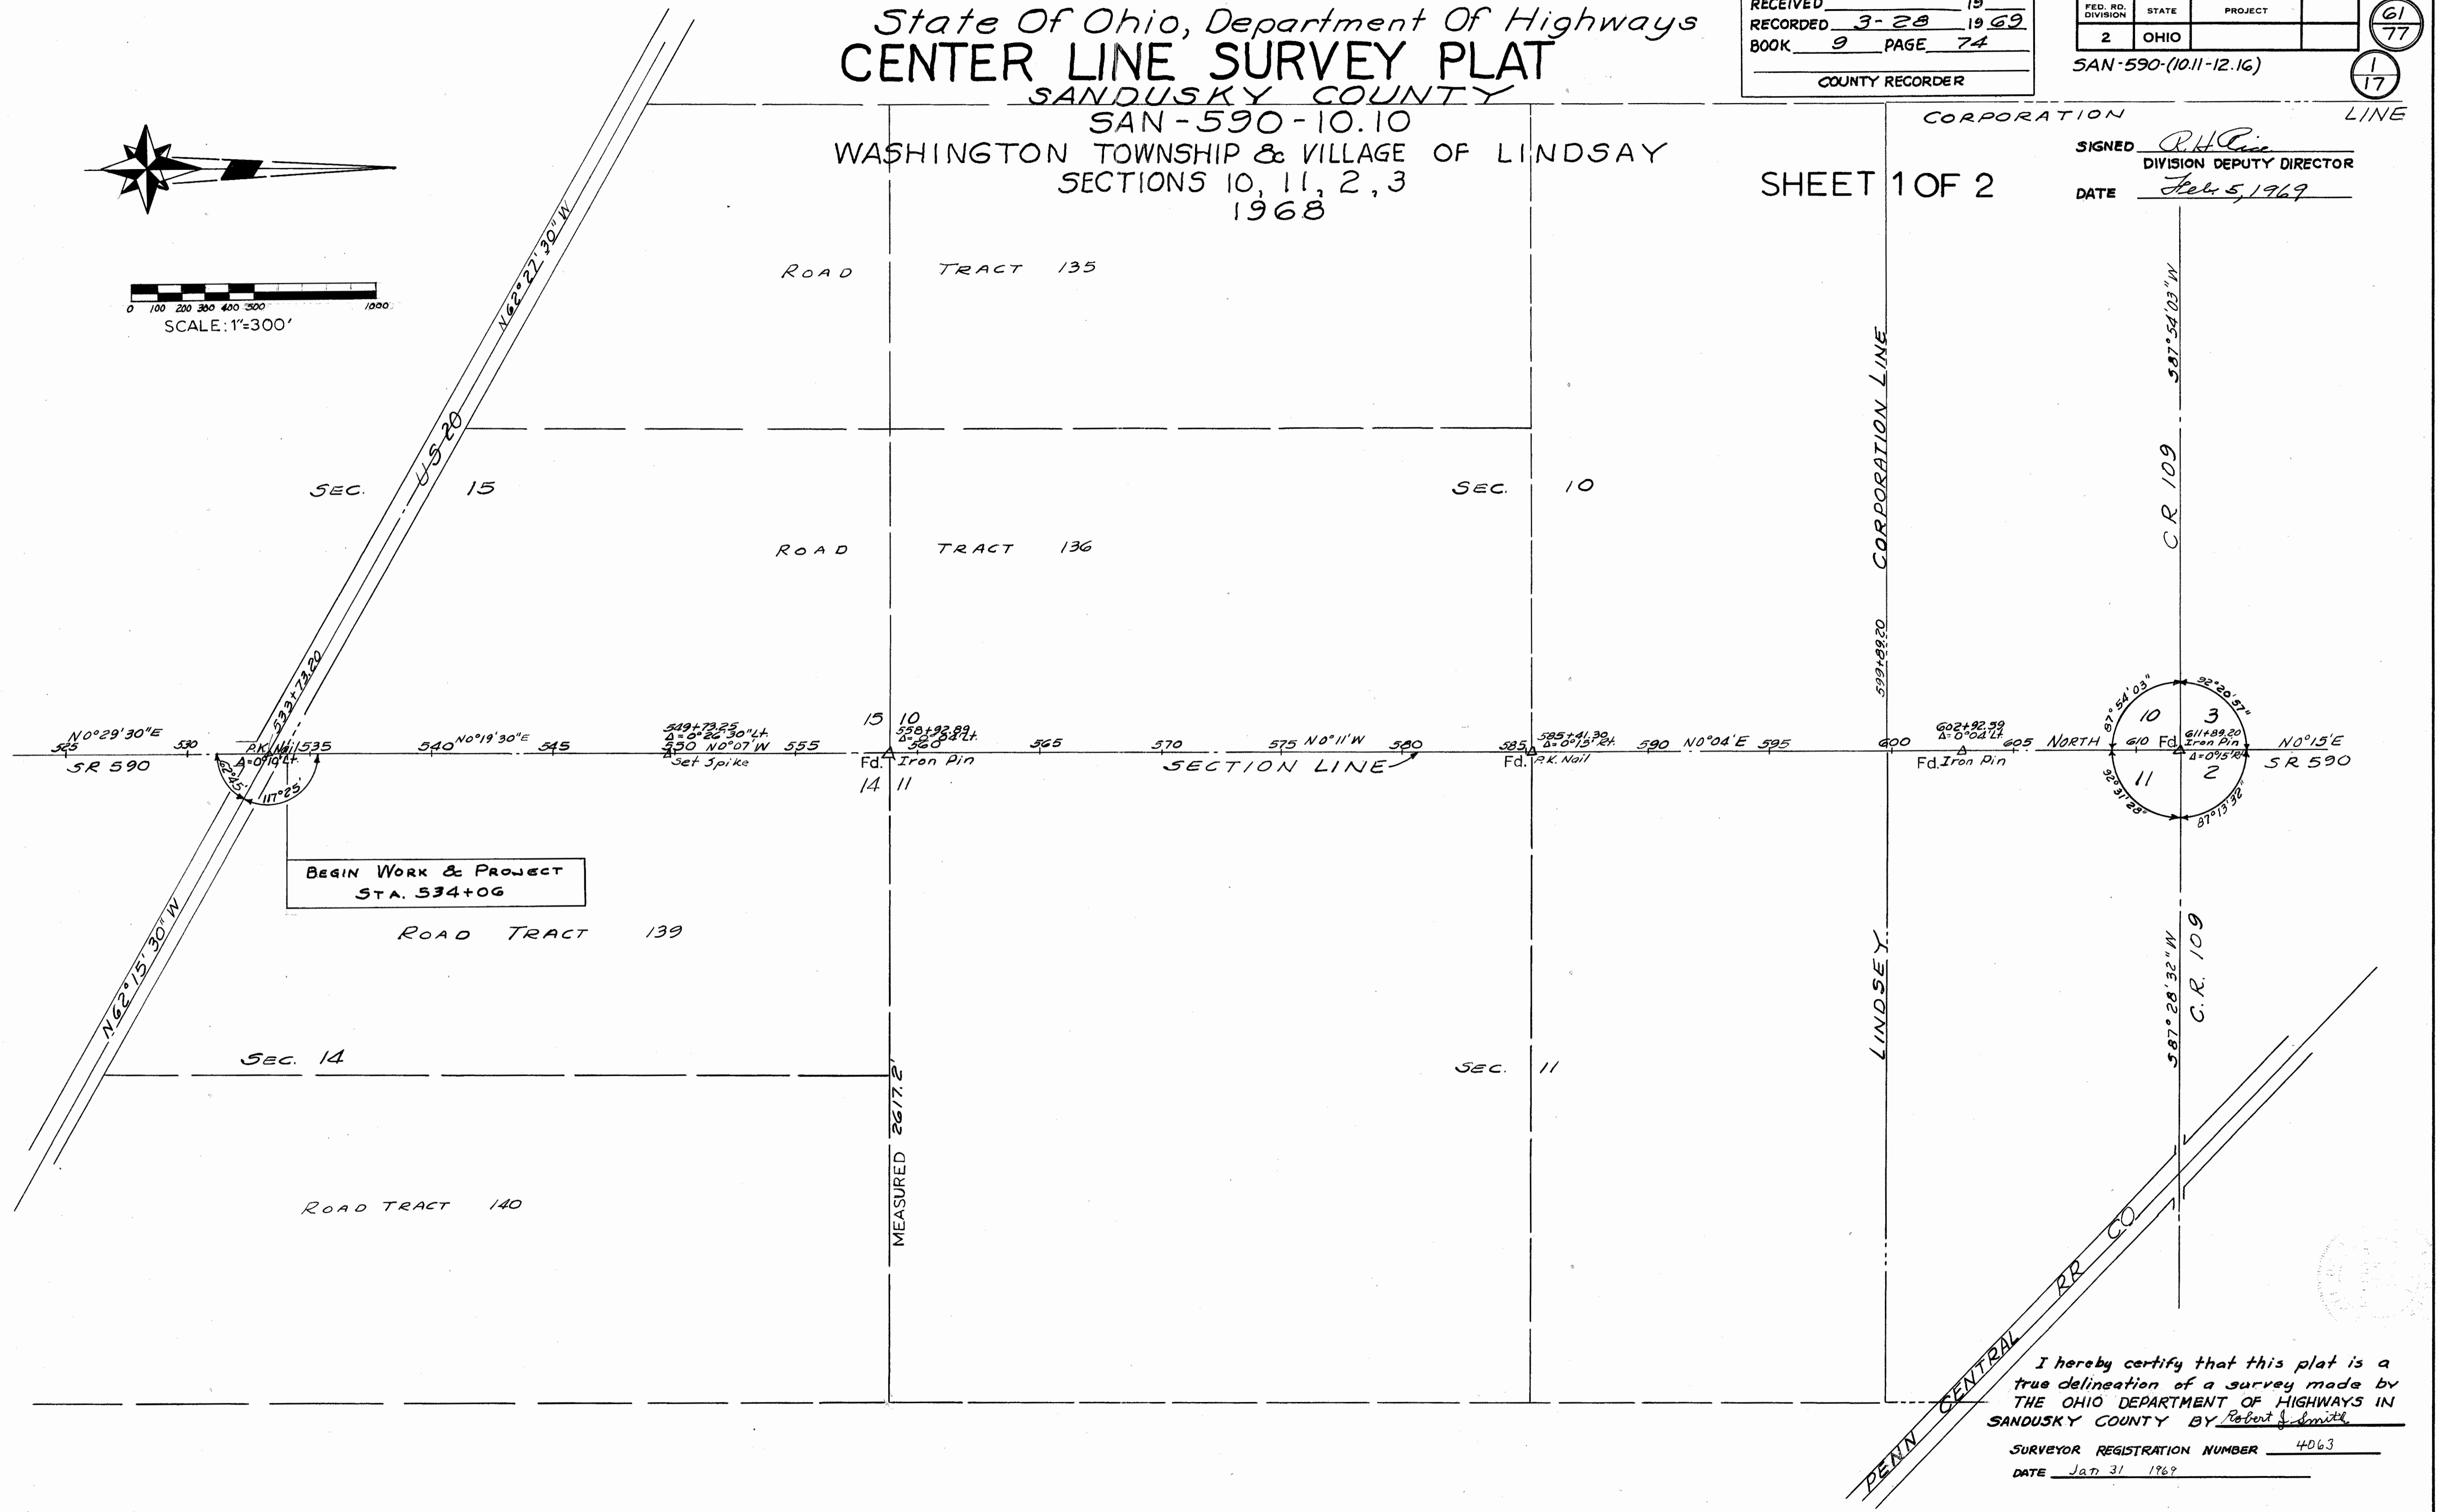 State Of Ohio, Department Of Highways
CENTER LINE SURVEY PLAT
SANDUSKY COUNTY
SAN-590-10.10
WASHINGTON TOWNSHIP & VILLAGE OF LINDSAY
SECTIONS 10, 11, 2, 3
1968
SHEET 1 OF 2
RECEIVED 19
RECORDED 3-28 1969
BOOK 9 PAGE 74
COUNTY RECORDER
FED. RD. DIVISION STATE PROJECT
2 OHIO
SAN-590-(10.11-12.16)
61
77
1
17
CORPORATION LINE
SIGNED R.H. Rice
DIVISION DEPUTY DIRECTOR
DATE Feb. 5, 1969
0 100 200 300 400 500 1000
SCALE: 1"=300'
N62°27'30"W
US 20
533+73.20
ROAD TRACT 135
SEC. 15
SEC. 10
ROAD TRACT 136
CORPORATION LINE
599+89.20
S87°54'03"W
CR 109
N0°29'30"E
525 530
SR 590
P.K. Nail
Δ=0°10' Lt.
62°45'
117°25'
535 540 N0°19'30"E 545
549+73.25
Δ=0°26'30" Lt.
550 N0°07'W 555
Set Spike
15 10
558+92.89
Δ=0°04' Lt.
560
Fd. Iron Pin
14 11
565 570 575 N0°11'W 580
SECTION LINE
585
585+41.30
Δ=0°15' Rt.
Fd. P.K. Nail
590 N0°04'E 595
600
602+92.59
Δ=0°04' Lt
Fd. Iron Pin
605 NORTH 610
87°54'03"
92°20'57"
10 3
Fd. 611+89.20
Iron Pin
Δ=0°15' Rt
11 2
92°31'28"
87°13'32"
N0°15'E
SR 590
BEGIN WORK & PROJECT
STA. 534+06
N62°15'30"W
ROAD TRACT 139
SEC. 14
SEC. 11
MEASURED 2617.2'
ROAD TRACT 140
LINDSEY
S87°28'32"W
C.R. 109
PENN CENTRAL RR CO
I hereby certify that this plat is a
true delineation of a survey made by
THE OHIO DEPARTMENT OF HIGHWAYS IN
SANDUSKY COUNTY BY Robert J Smith
SURVEYOR REGISTRATION NUMBER 4063
DATE Jan 31 1969